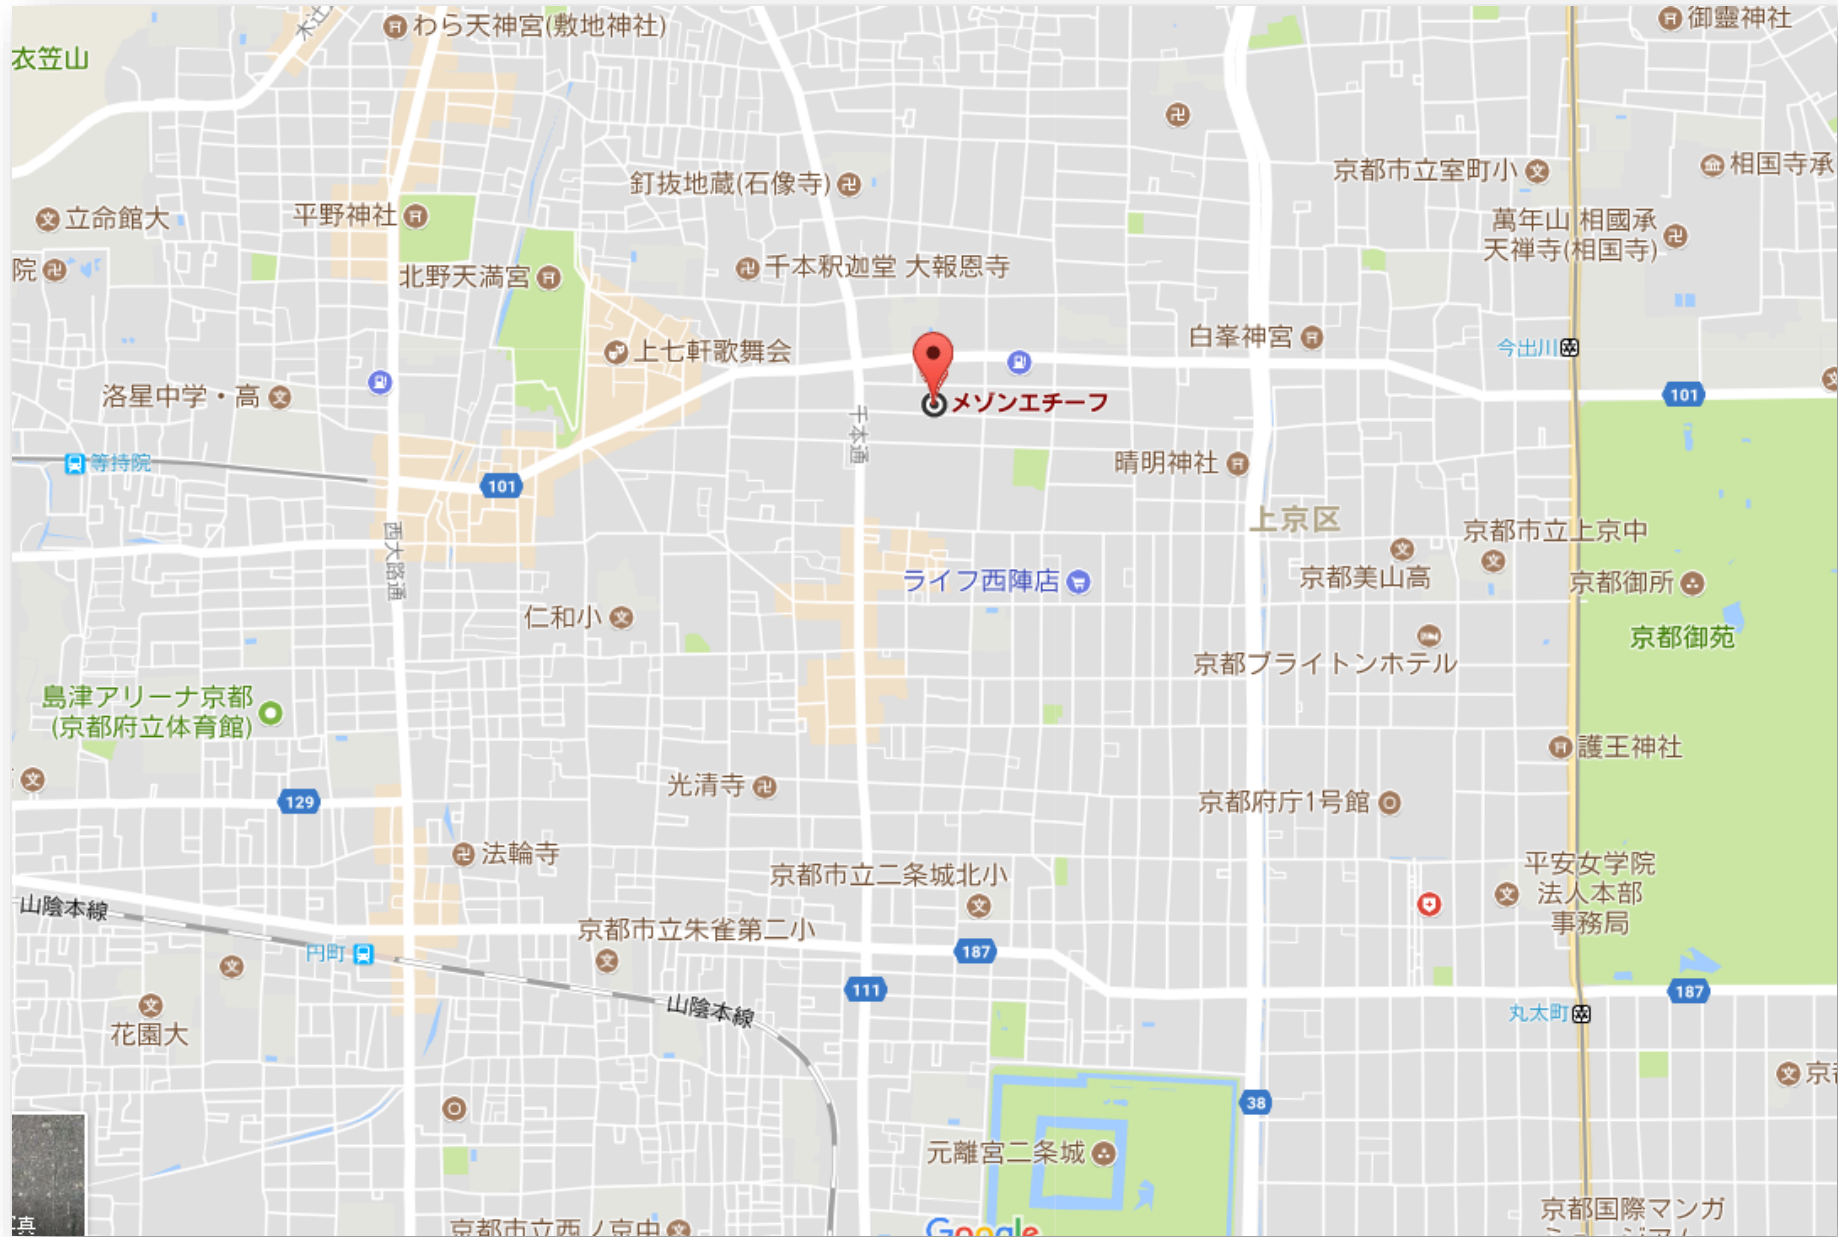 わら天神宮(敷地神社)
御靈神社
衣笠山
釘抜地蔵(石像寺)
京都市立室町小
相国寺承
立命館大
平野神社
萬年山 相國承
天禅寺(相国寺)
院
北野天満宮
千本釈迦堂 大報恩寺
白峯神宮
今出川
上七軒歌舞会
洛星中学・高
101
メゾンエチーフ
千本通
等持院
晴明神社
101
上京区
西大路通
京都市立上京中
京都美山高
ライフ西陣店
京都御所
仁和小
京都御苑
京都ブライトンホテル
島津アリーナ京都
(京都府立体育館)
護王神社
光清寺
129
京都府庁1号館
法輪寺
京都市立二条城北小
平安女学院
法人本部
事務局
山陰本線
京都市立朱雀第二小
円町
187
111
187
山陰本線
丸太町
花園大
京都
38
元離宮二条城
京都国際マンガ
京都市立西ノ京中
Google
真